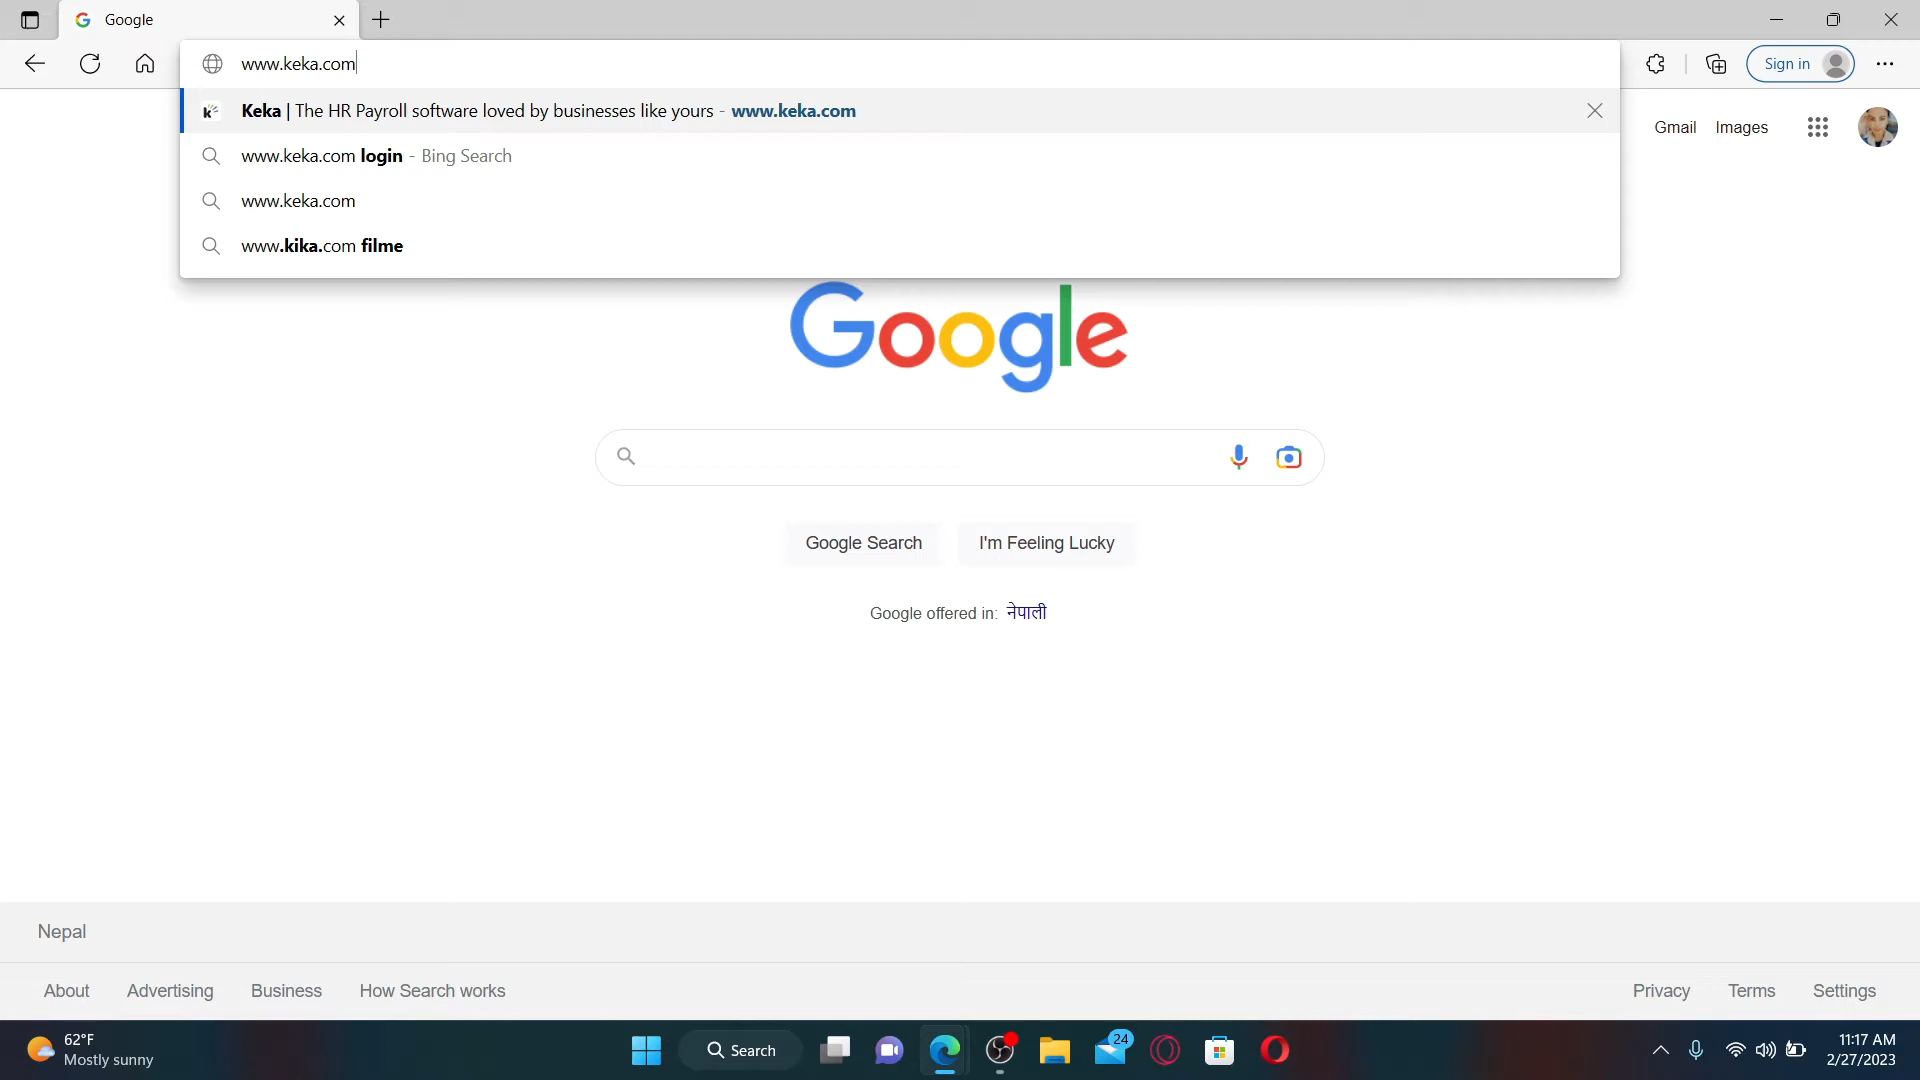 Google
www.keka.com
Sign in
Keka | The HR Payroll software loved by businesses like yours - www.keka.com
www.keka.com login - Bing Search
www.keka.com
www.kika.com filme
Gmail Images
Google
Google Search I'm Feeling Lucky
Google offered in: नेपाली
Nepal
About Advertising Business How Search works Privacy Terms Settings
62°F
Mostly sunny
Search
24
11:17 AM
2/27/2023